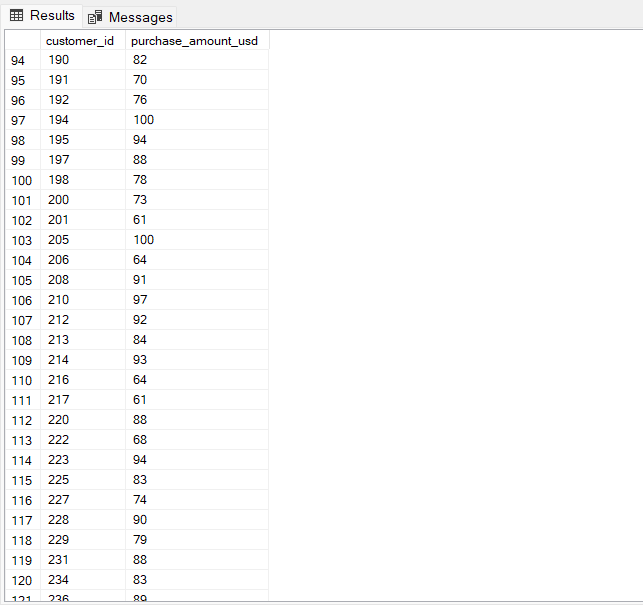 Results Messages
customer_id purchase_amount_usd
94 190 82
95 191 70
96 192 76
97 194 100
98 195 94
99 197 88
100 198 78
101 200 73
102 201 61
103 205 100
104 206 64
105 208 91
106 210 97
107 212 92
108 213 84
109 214 93
110 216 64
111 217 61
112 220 88
113 222 68
114 223 94
115 225 83
116 227 74
117 228 90
118 229 79
119 231 88
120 234 83
121 236 89